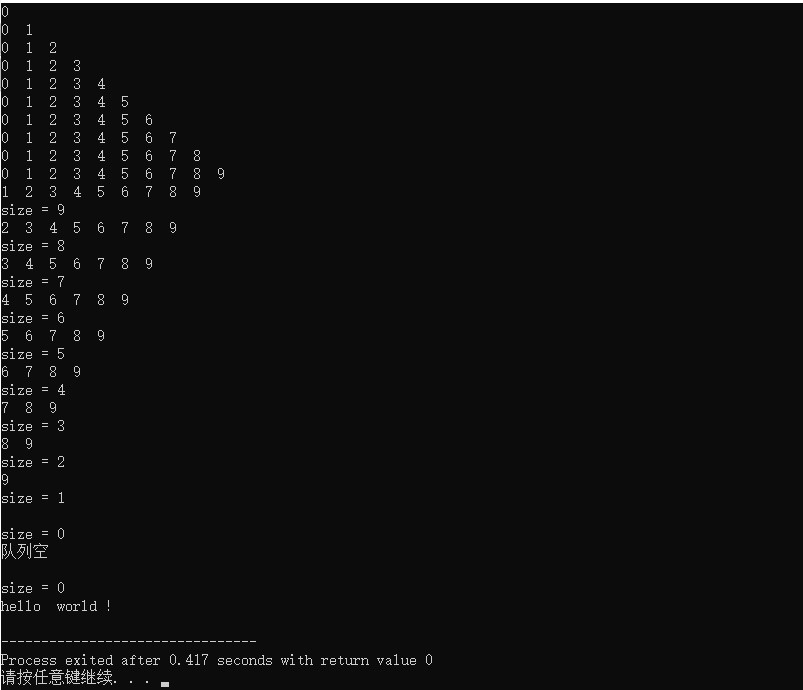 0
0 1
0 1 2
0 1 2 3
0 1 2 3 4
0 1 2 3 4 5
0 1 2 3 4 5 6
0 1 2 3 4 5 6 7
0 1 2 3 4 5 6 7 8
0 1 2 3 4 5 6 7 8 9
1 2 3 4 5 6 7 8 9
size = 9
2 3 4 5 6 7 8 9
size = 8
3 4 5 6 7 8 9
size = 7
4 5 6 7 8 9
size = 6
5 6 7 8 9
size = 5
6 7 8 9
size = 4
7 8 9
size = 3
8 9
size = 2
9
size = 1
size = 0
队列空
size = 0
hello  world !
--------------------------------
Process exited after 0.417 seconds with return value 0
请按任意键继续. . .